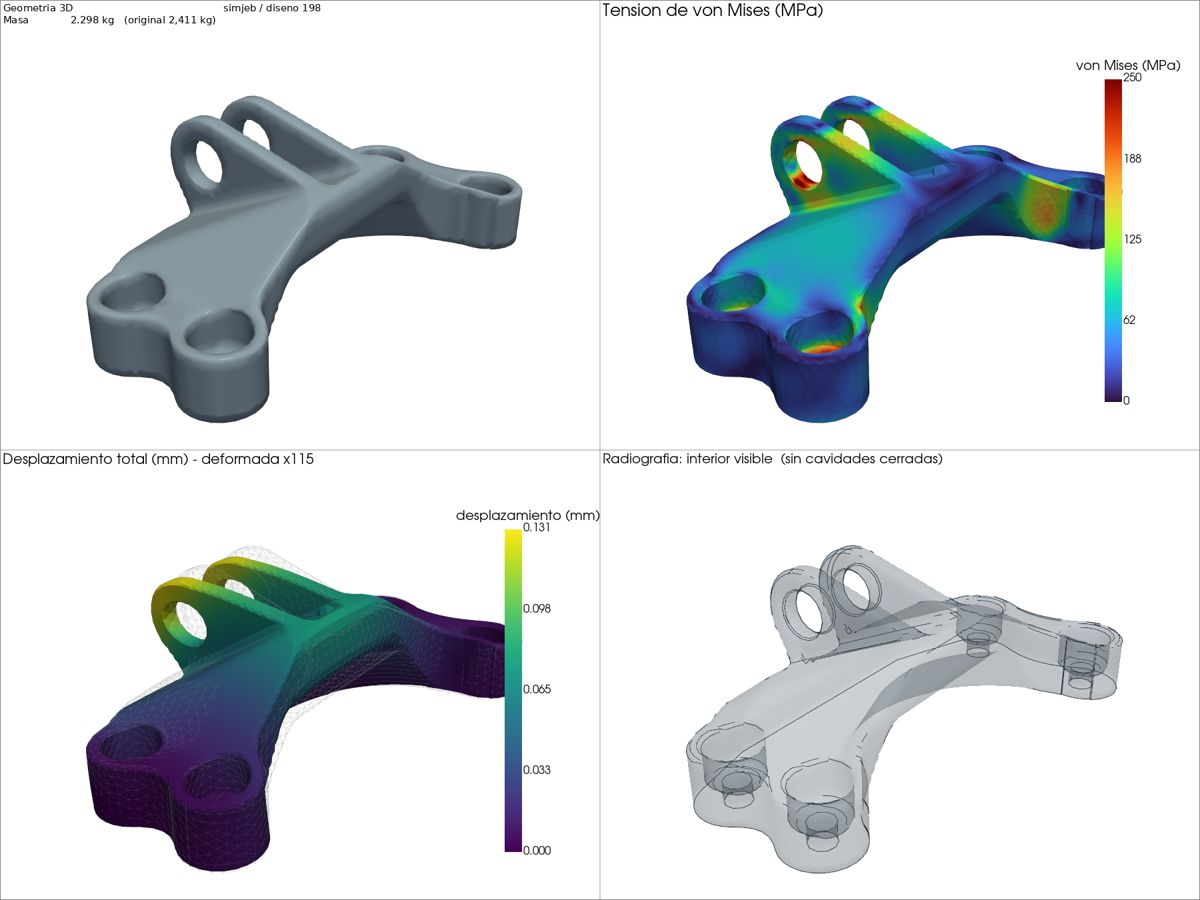 Geometria 3D simjeb / diseno 198
Masa 2.298 kg (original 2,411 kg)
Tension de von Mises (MPa)
von Mises (MPa)
250
188
125
62
0
Desplazamiento total (mm) - deformada x115
desplazamiento (mm)
0.131
0.098
0.065
0.033
0.000
Radiografia: interior visible (sin cavidades cerradas)